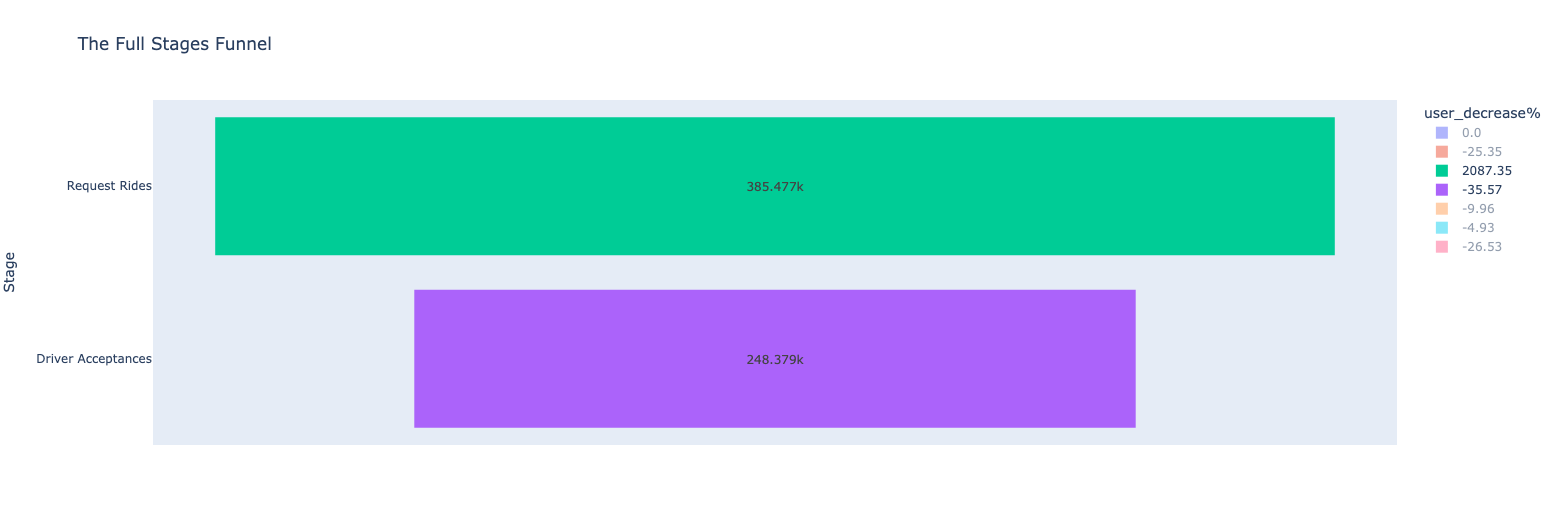 The Full Stages Funnel
Stage
Request Rides
385.477k
Driver Acceptances
248.379k
user_decrease%
0.0
-25.35
2087.35
-35.57
-9.96
-4.93
-26.53